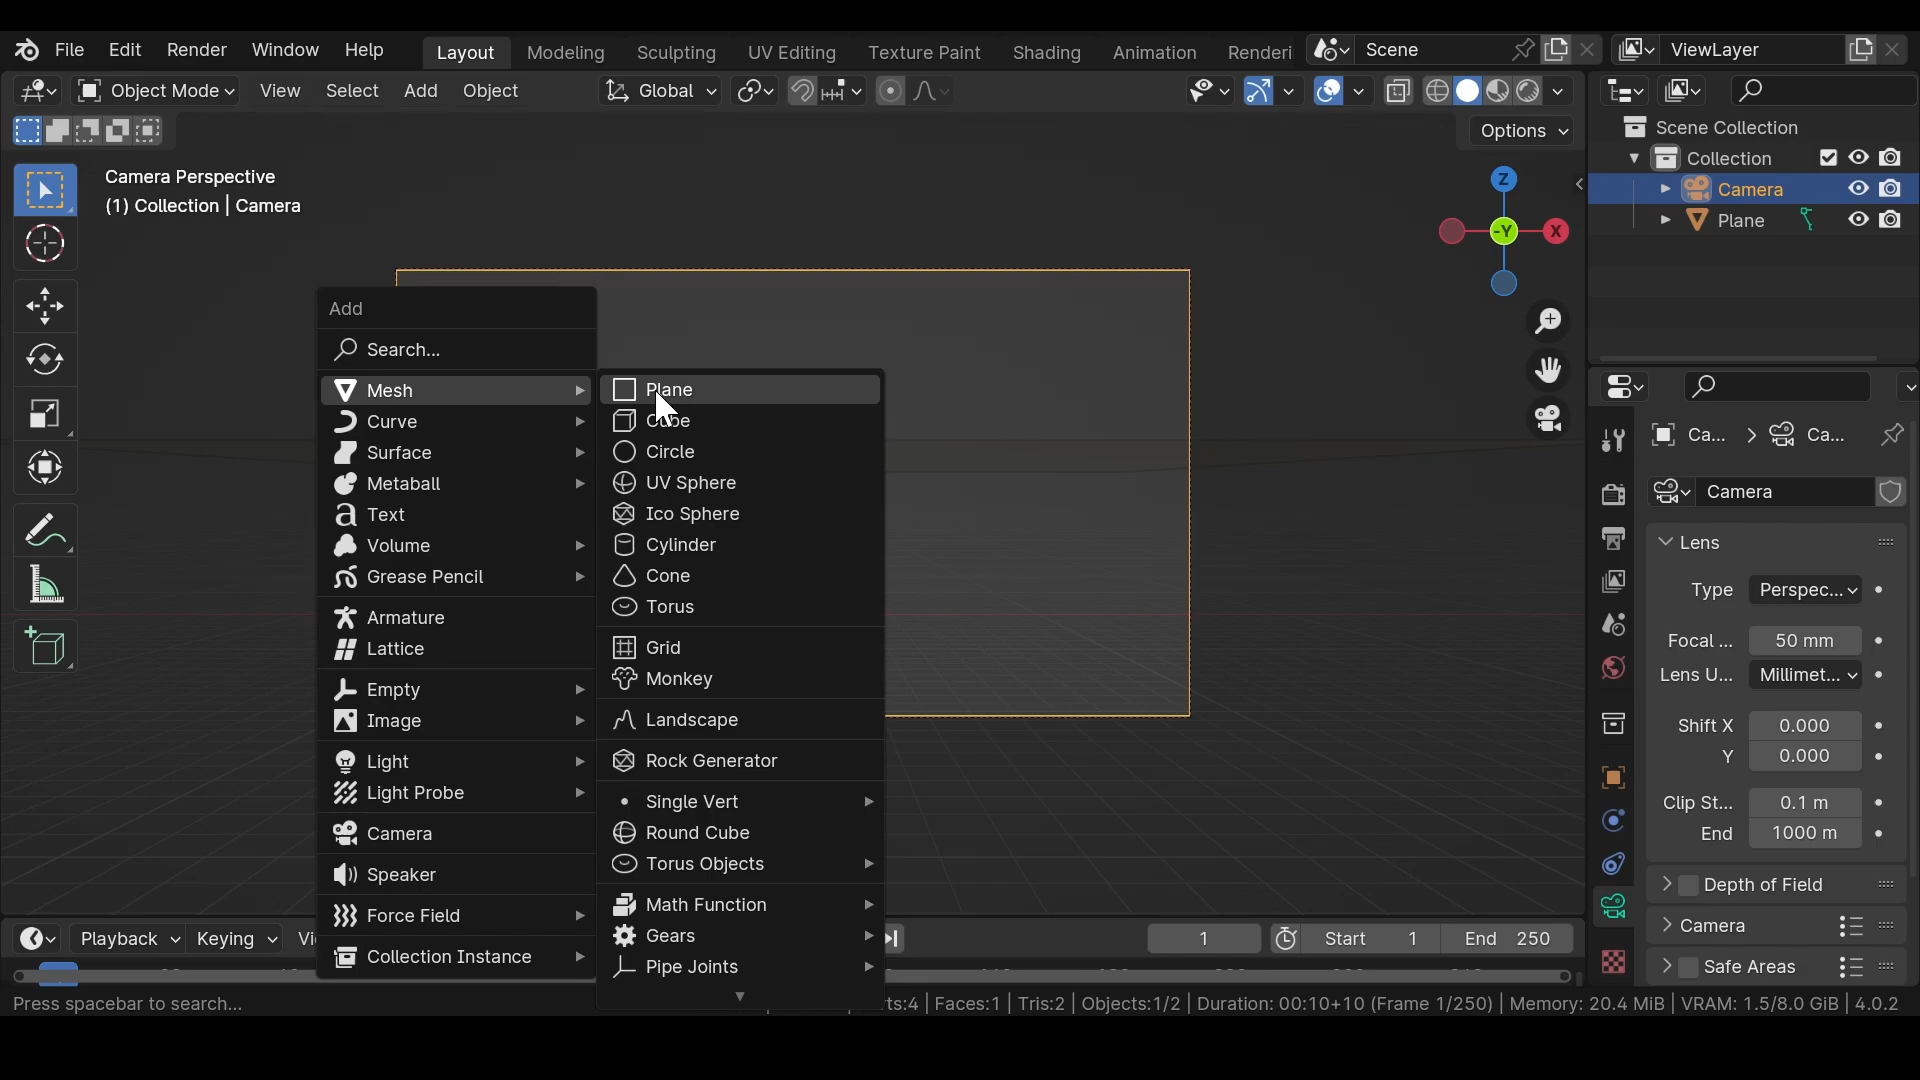 File Edit Render Window Help Layout Modeling Sculpting UV Editing Texture Paint Shading Animation Renderi Scene ViewLayer
Object Mode View Select Add Object Global
Options
Camera Perspective
(1) Collection | Camera
Z
-Y
X
Scene Collection
Collection
Camera
Plane
Add
Search...
Mesh
Curve
Surface
Metaball
Text
Volume
Grease Pencil
Armature
Lattice
Empty
Image
Light
Light Probe
Camera
Speaker
Force Field
Collection Instance
Plane
Cube
Circle
UV Sphere
Ico Sphere
Cylinder
Cone
Torus
Grid
Monkey
Landscape
Rock Generator
Single Vert
Round Cube
Torus Objects
Math Function
Gears
Pipe Joints
Ca... Ca...
Camera
Lens
Type Perspec...
Focal ... 50 mm
Lens U... Millimet...
Shift X 0.000
Y 0.000
Clip St... 0.1 m
End 1000 m
Depth of Field
Camera
Safe Areas
Playback Keying Vi 1 Start 1 End 250
Press spacebar to search... ts:4 | Faces:1 | Tris:2 | Objects:1/2 | Duration: 00:10+10 (Frame 1/250) | Memory: 20.4 MiB | VRAM: 1.5/8.0 GiB | 4.0.2